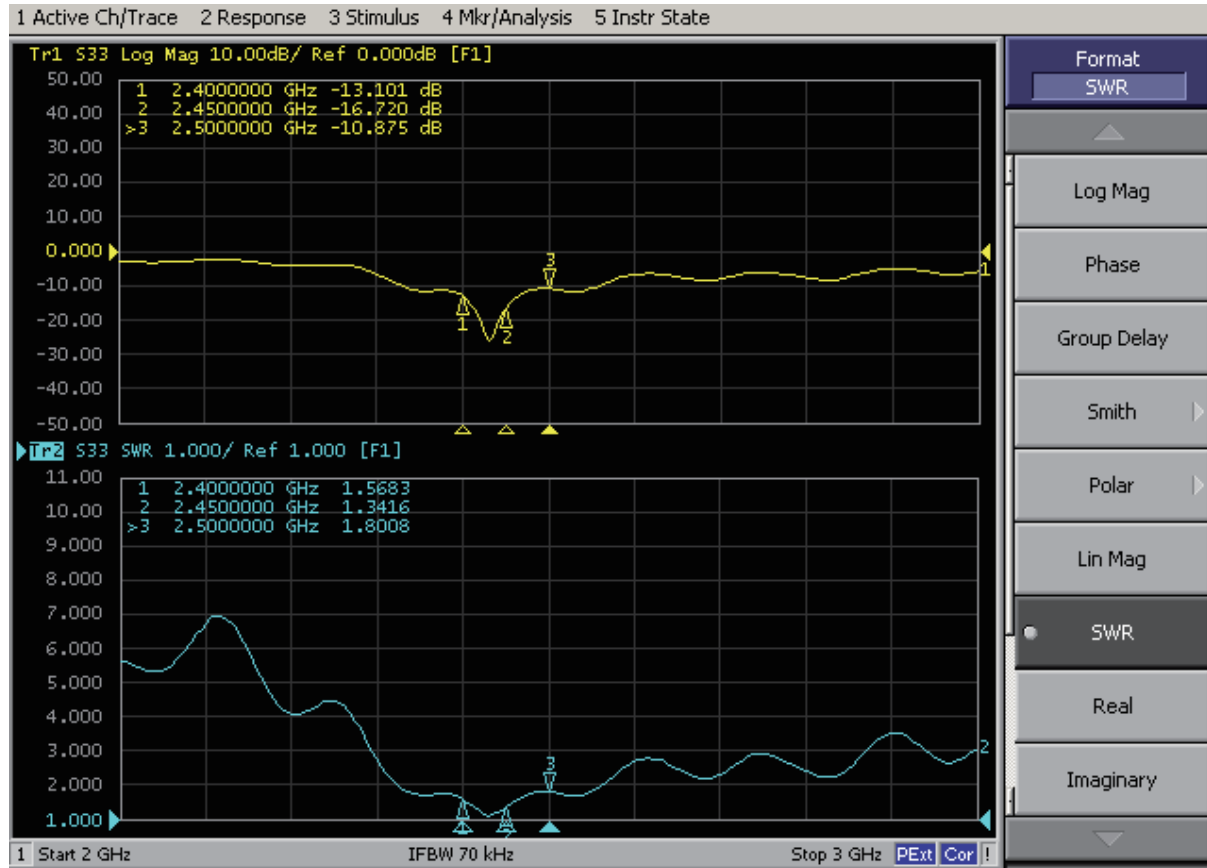 1 Active Ch/Trace 2 Response 3 Stimulus 4 Mkr/Analysis 5 Instr State
Tr1 S33 Log Mag 10.00dB/ Ref 0.000dB [F1]
50.00
40.00
30.00
20.00
10.00
0.000
-10.00
-20.00
-30.00
-40.00
-50.00
1 2.4000000 GHz -13.101 dB
2 2.4500000 GHz -16.720 dB
>3 2.5000000 GHz -10.875 dB
3
1
2
1
Tr2 S33 SWR 1.000/ Ref 1.000 [F1]
11.00
10.00
9.000
8.000
7.000
6.000
5.000
4.000
3.000
2.000
1.000
1 2.4000000 GHz 1.5683
2 2.4500000 GHz 1.3416
>3 2.5000000 GHz 1.8008
3
2
1 Start 2 GHz IFBW 70 kHz Stop 3 GHz PExt Cor !
Format
SWR
Log Mag
Phase
Group Delay
Smith
Polar
Lin Mag
SWR
Real
Imaginary